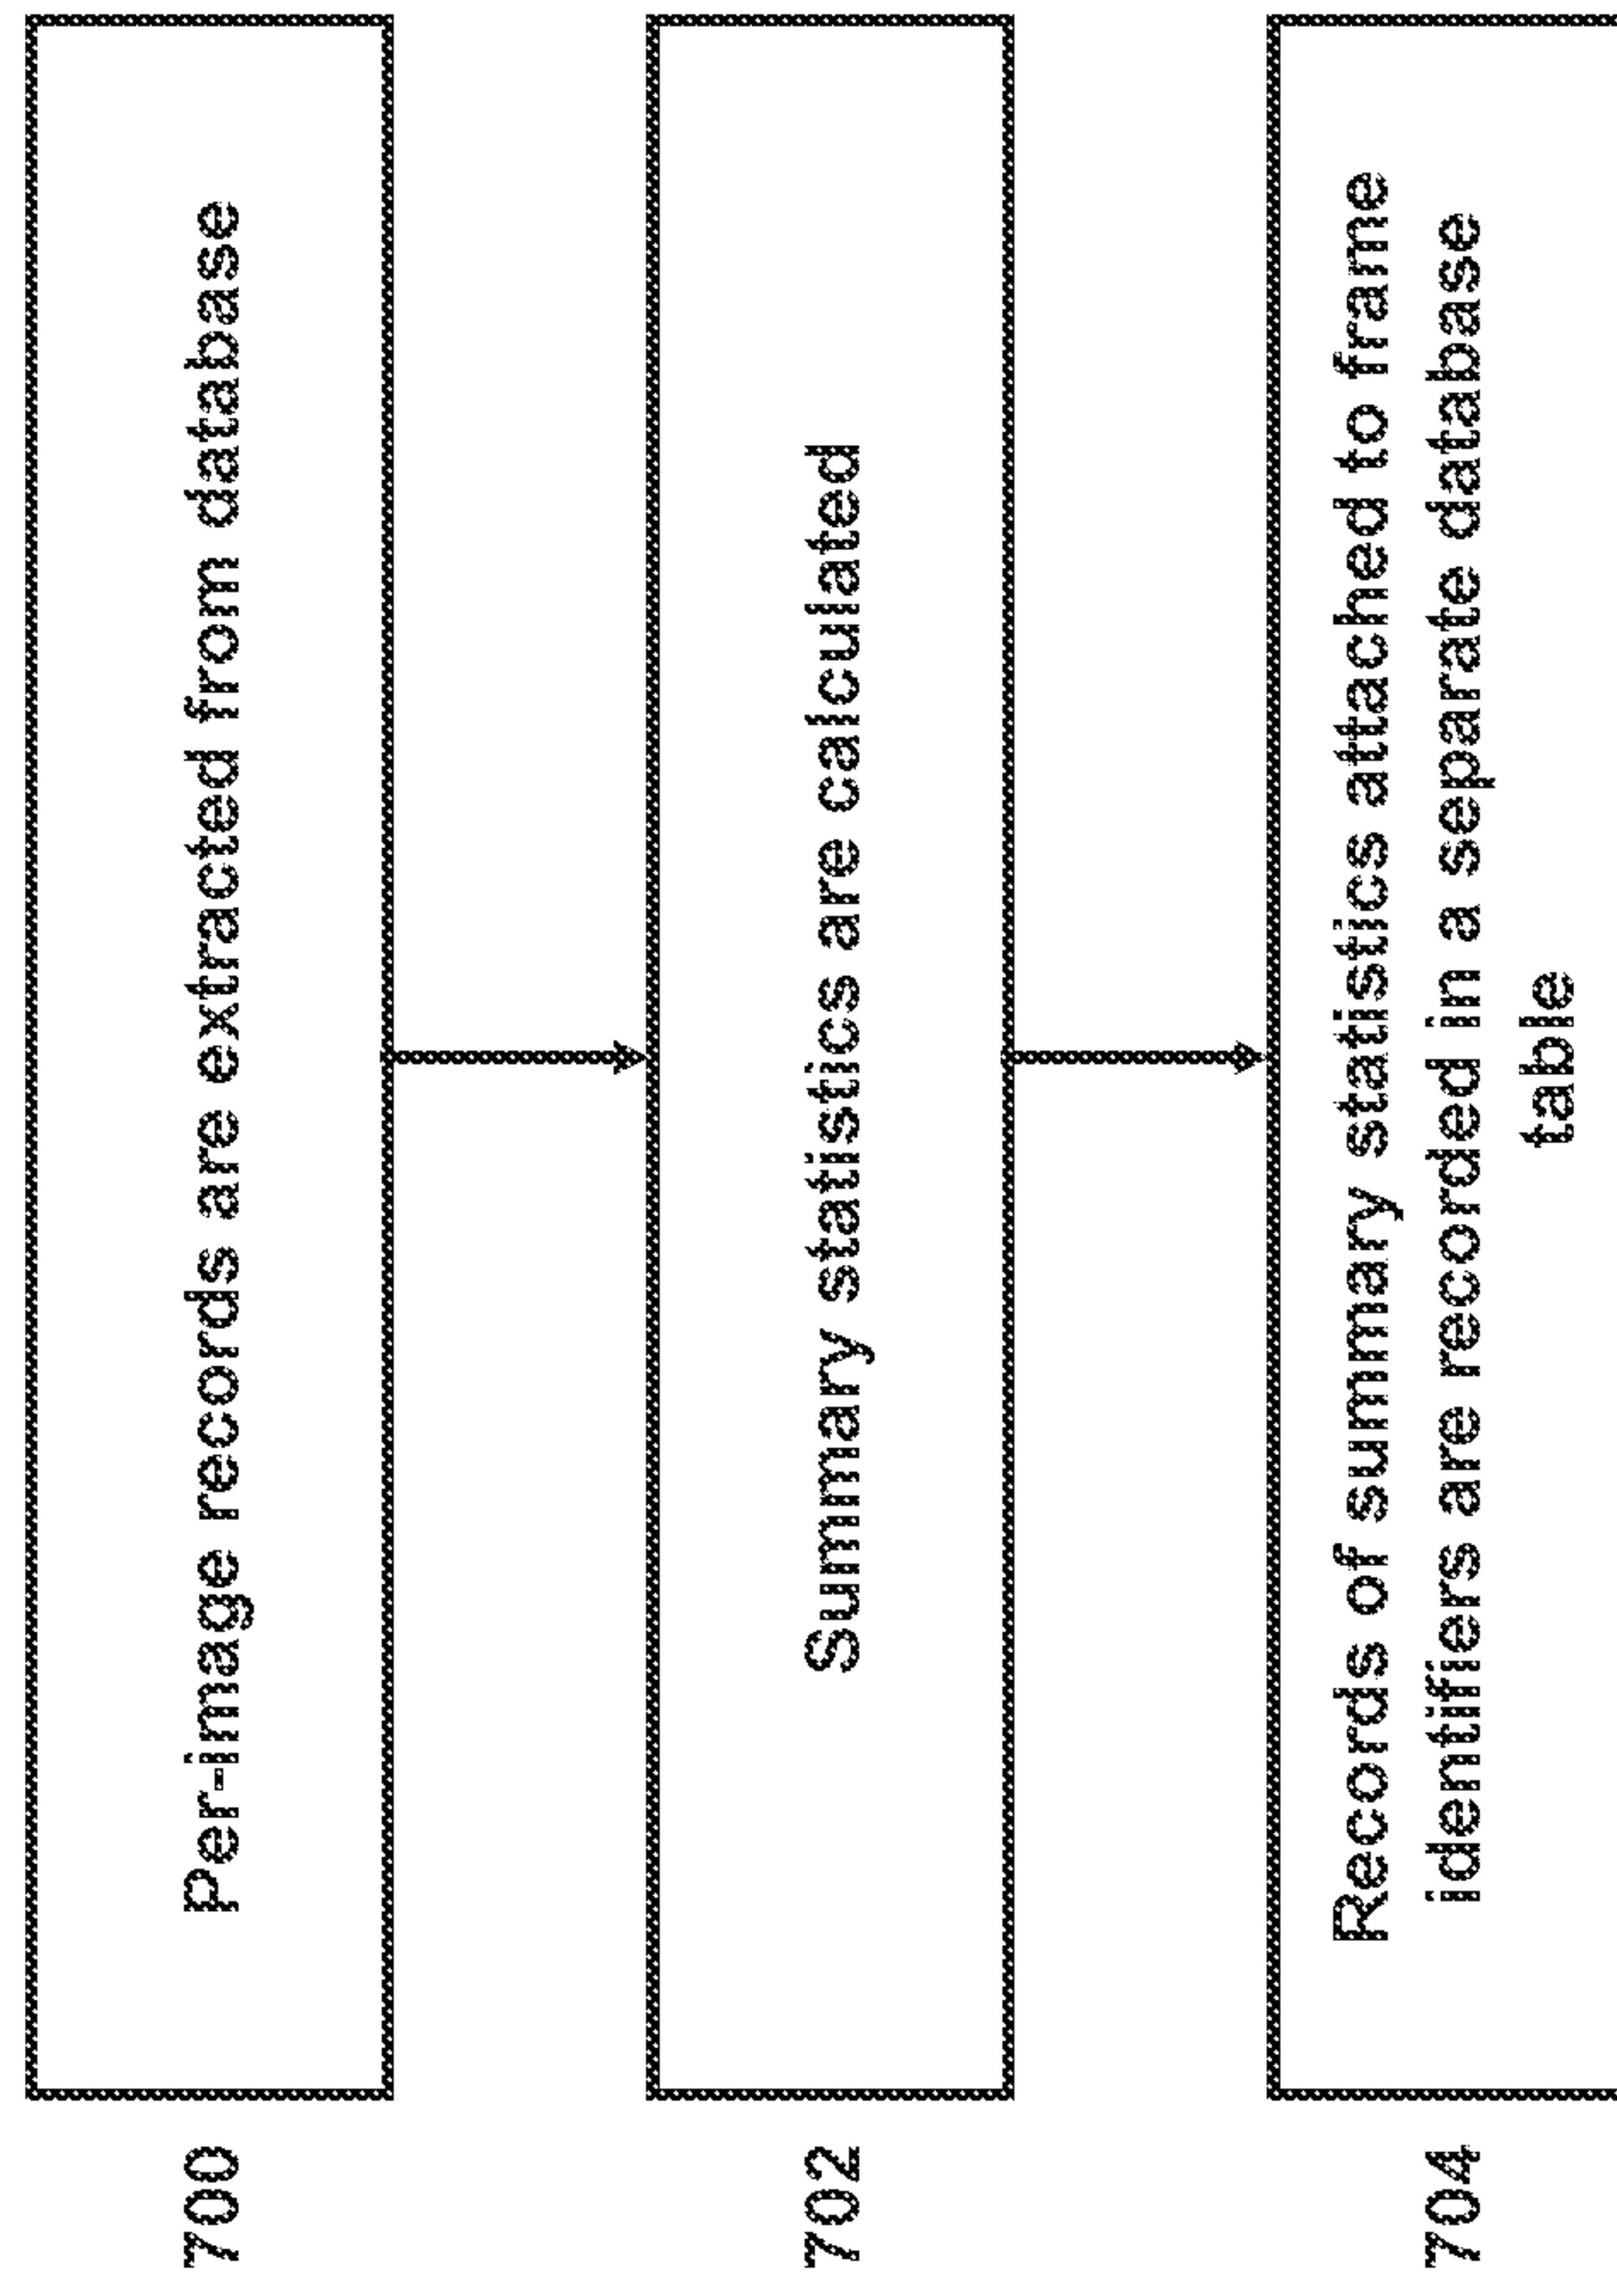 700
Per-image records are extracted from database
702
Summary statistics are calculated
704
Records of summary statistics attached to frame
identifiers are recorded in a separate database
table